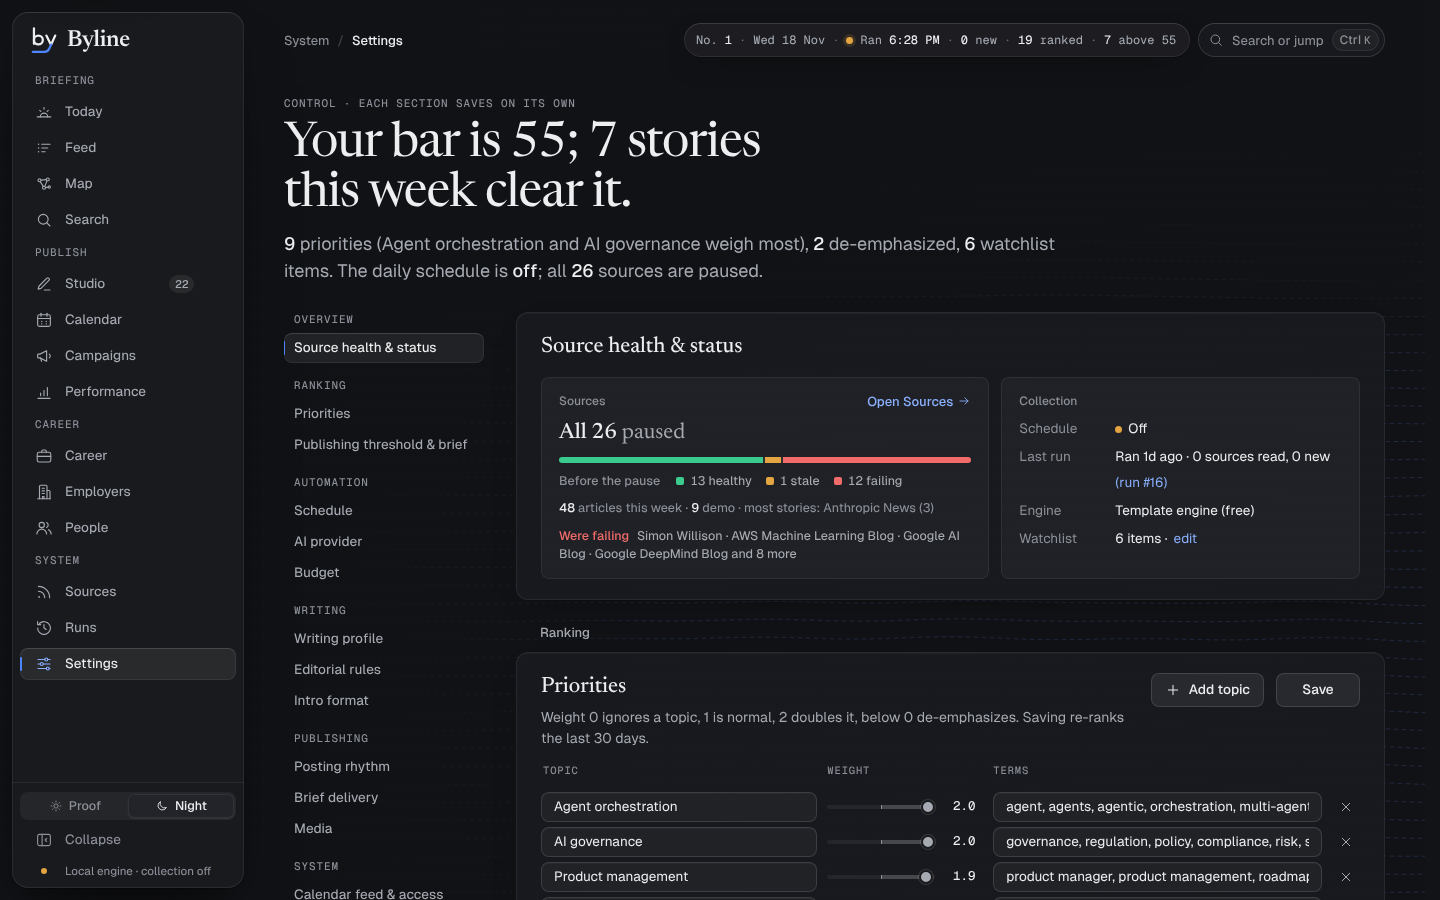 by Byline
BRIEFING
Today
Feed
Map
Search
PUBLISH
Studio 22
Calendar
Campaigns
Performance
CAREER
Career
Employers
People
SYSTEM
Sources
Runs
Settings
Proof Night
Collapse
Local engine · collection off
System / Settings
No. 1 · Wed 18 Nov · Ran 6:28 PM · 0 new · 19 ranked · 7 above 55
Search or jump Ctrl K
CONTROL · EACH SECTION SAVES ON ITS OWN
Your bar is 55; 7 stories
this week clear it.
9 priorities (Agent orchestration and AI governance weigh most), 2 de-emphasized, 6 watchlist
items. The daily schedule is off; all 26 sources are paused.
OVERVIEW
Source health & status
RANKING
Priorities
Publishing threshold & brief
AUTOMATION
Schedule
AI provider
Budget
WRITING
Writing profile
Editorial rules
Intro format
PUBLISHING
Posting rhythm
Brief delivery
Media
SYSTEM
Calendar feed & access
Source health & status
Sources Open Sources →
All 26 paused
Before the pause 13 healthy 1 stale 12 failing
48 articles this week · 9 demo · most stories: Anthropic News (3)
Were failing Simon Willison · AWS Machine Learning Blog · Google AI
Blog · Google DeepMind Blog and 8 more
Collection
Schedule Off
Last run Ran 1d ago · 0 sources read, 0 new
(run #16)
Engine Template engine (free)
Watchlist 6 items · edit
Ranking
Priorities
+ Add topic Save
Weight 0 ignores a topic, 1 is normal, 2 doubles it, below 0 de-emphasizes. Saving re-ranks
the last 30 days.
TOPIC WEIGHT TERMS
Agent orchestration 2.0 agent, agents, agentic, orchestration, multi-agent
AI governance 2.0 governance, regulation, policy, compliance, risk,
Product management 1.9 product manager, product management, roadmap